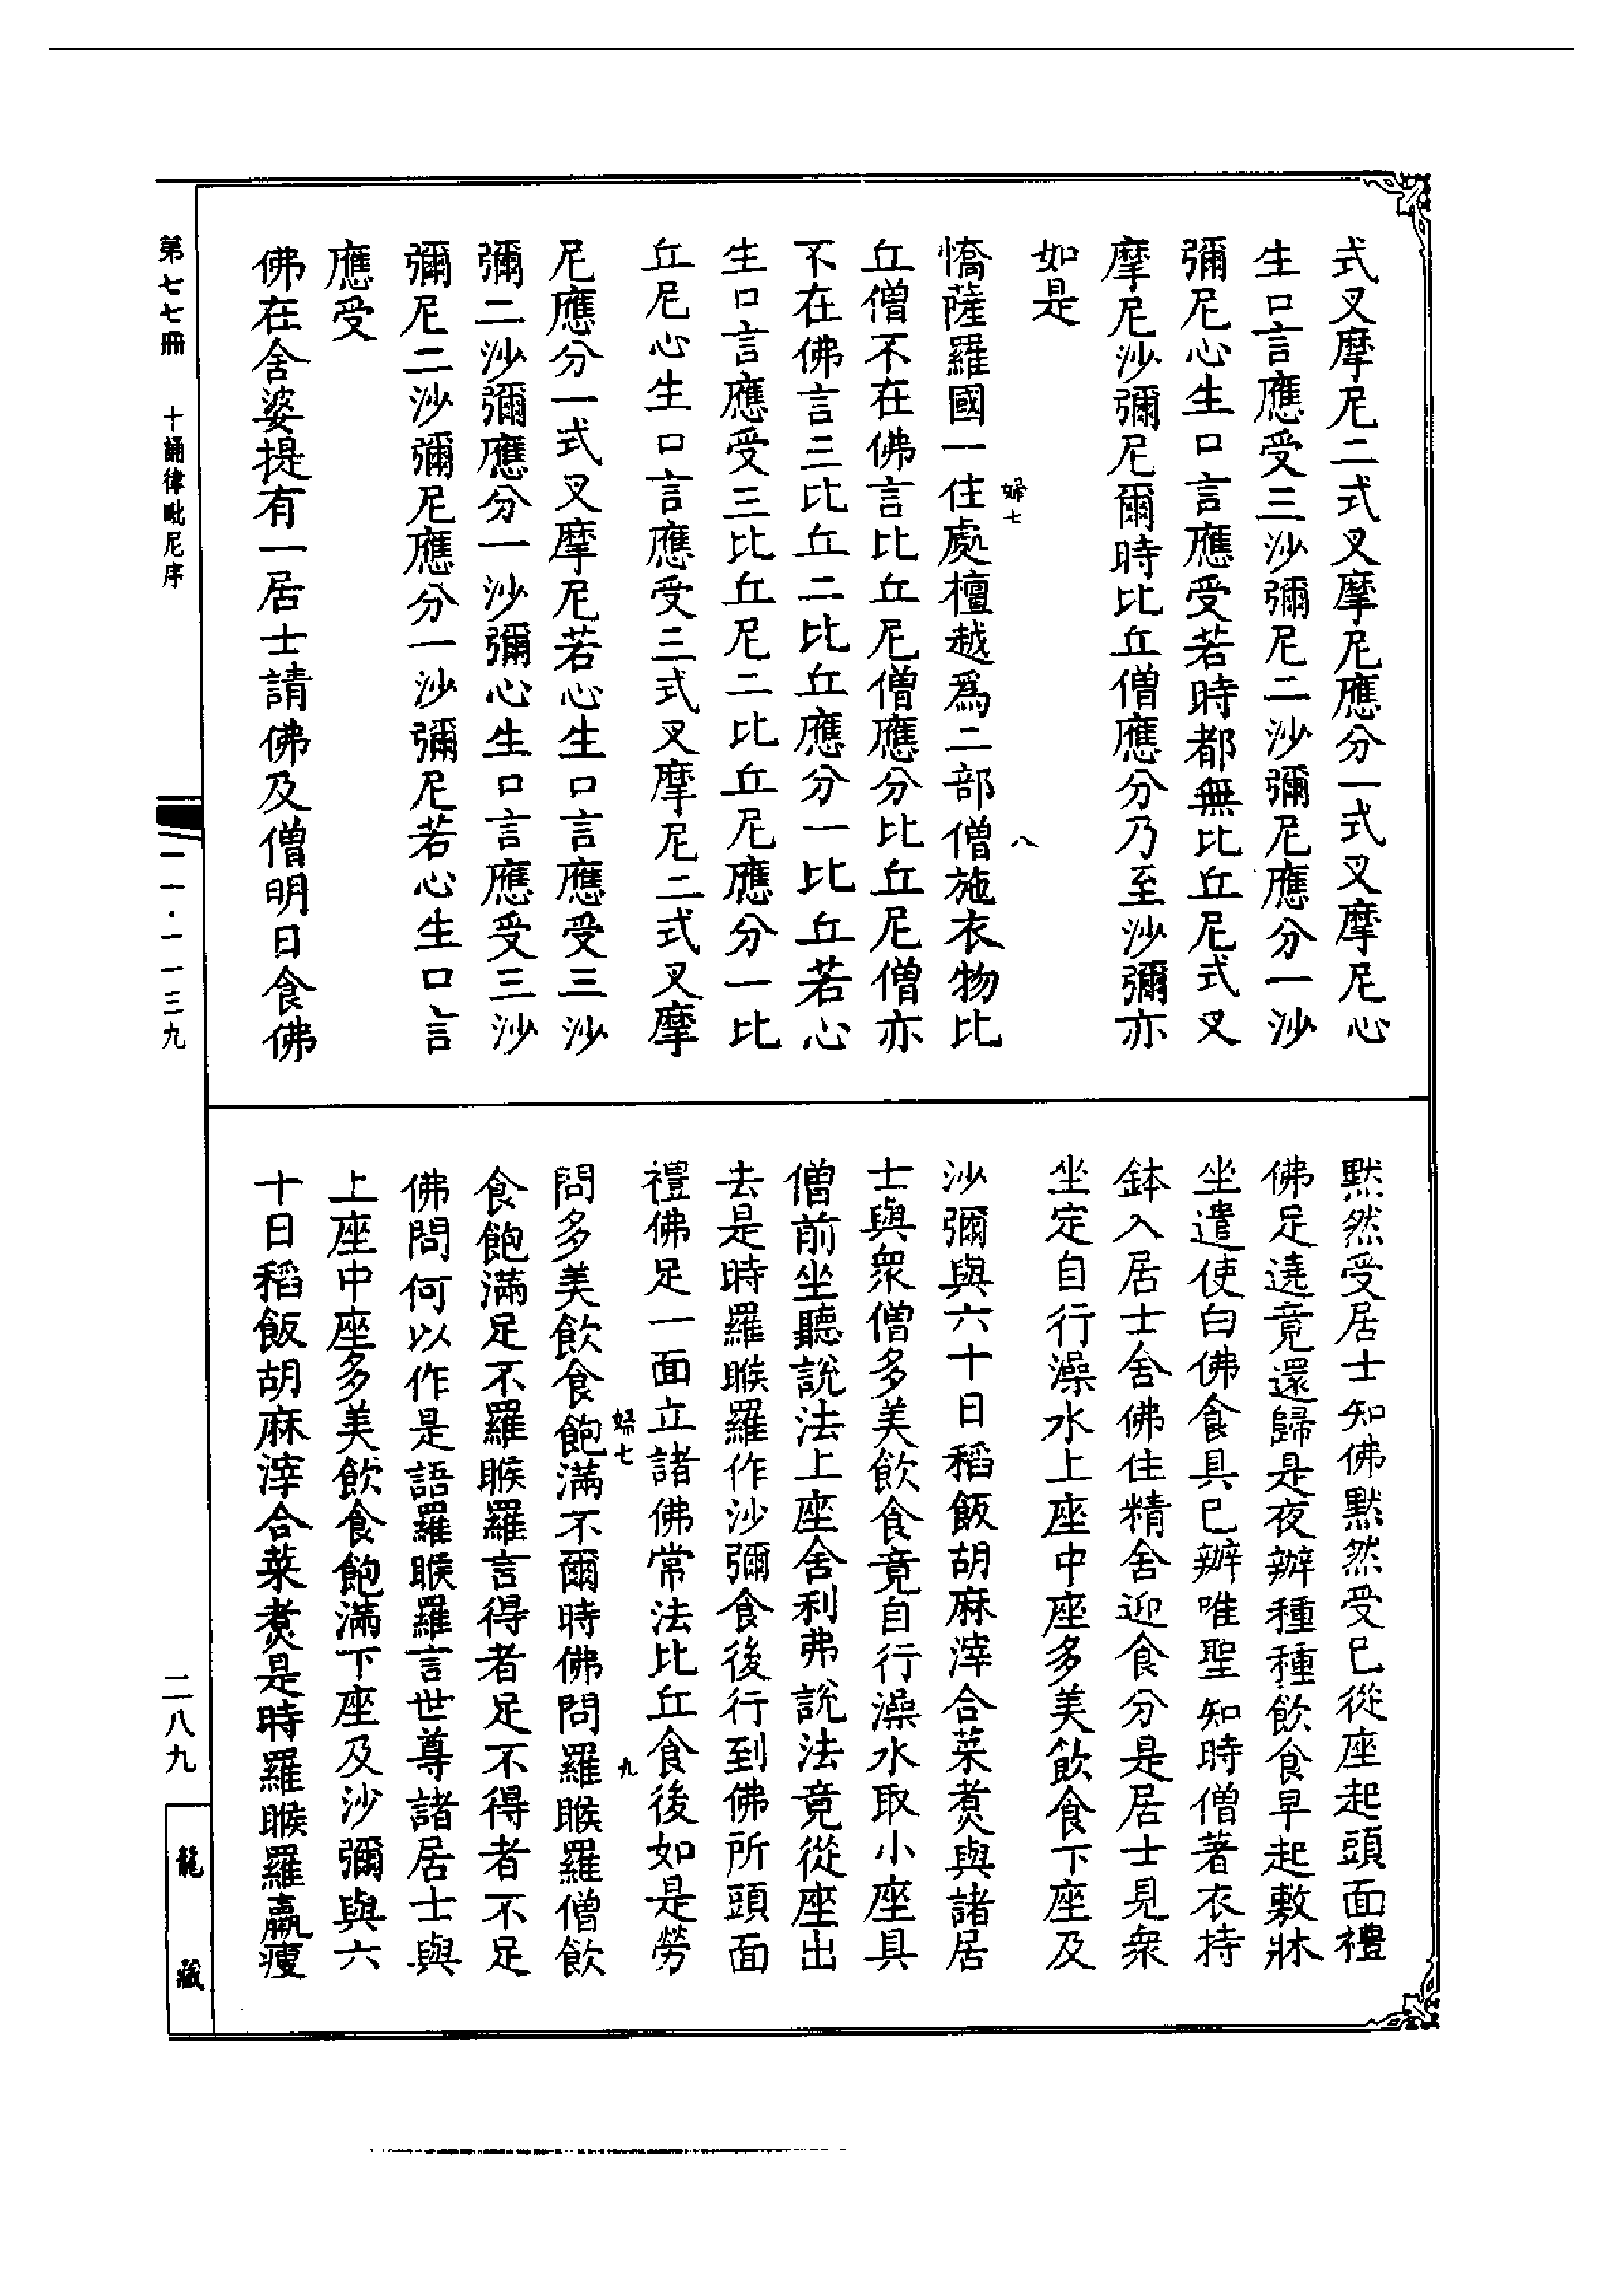 式叉摩尼二式叉摩尼應分一式叉摩尼心
生口言應受三沙彌尼二沙彌尼應分一沙
彌尼心生口言應受若時都無比丘尼式叉
摩尼沙彌尼爾時比丘僧應分乃至沙彌亦
如是
婦七
八
憍薩羅國一住處檀越爲二部僧施衣物比
丘僧不在佛言比丘尼僧應分比丘尼僧亦
不在佛言三比丘二比丘應分一比丘若心
生口言應受三比丘尼二比丘尼應分一比
丘尼心生口言應受三式叉摩尼二式叉摩
尼應分一式叉摩尼若心生口言應受三沙
彌二沙彌應分一沙彌心生口言應受三沙
彌尼二沙彌尼應分一沙彌尼若心生口言
應受
佛在舍婆提有一居士請佛及僧明日食佛
默然受居士知佛默然受已從座起頭面禮
佛足遶竟還歸是夜辦種種飲食早起敷牀
坐遣使白佛食具已辦唯聖知時僧著衣持
鉢入居士舍佛住精舍迎食分是居士見衆
坐定自行澡水上座中座多美飲食下座及
沙彌與六十日稻飯胡麻滓合菜煑與諸居
士與衆僧多美飲食竟自行澡水取小座具
僧前坐聽說法上座舍利弗說法竟從座出
去是時羅睺羅作沙彌食後行到佛所頭面
禮佛足一面立諸佛常法比丘食後如是勞
婦七
九
問多美飲食飽滿不爾時佛問羅睺羅僧飲
食飽滿足不羅睺羅言得者足不得者不足
佛問何以作是語羅睺羅言世尊諸居士與
上座中座多美飲食飽滿下座及沙彌與六
十日稻飯胡麻滓合菜煑是時羅睺羅羸瘦
第七七冊 十誦律毗尼序
一一·一一三九
二八九
龍藏